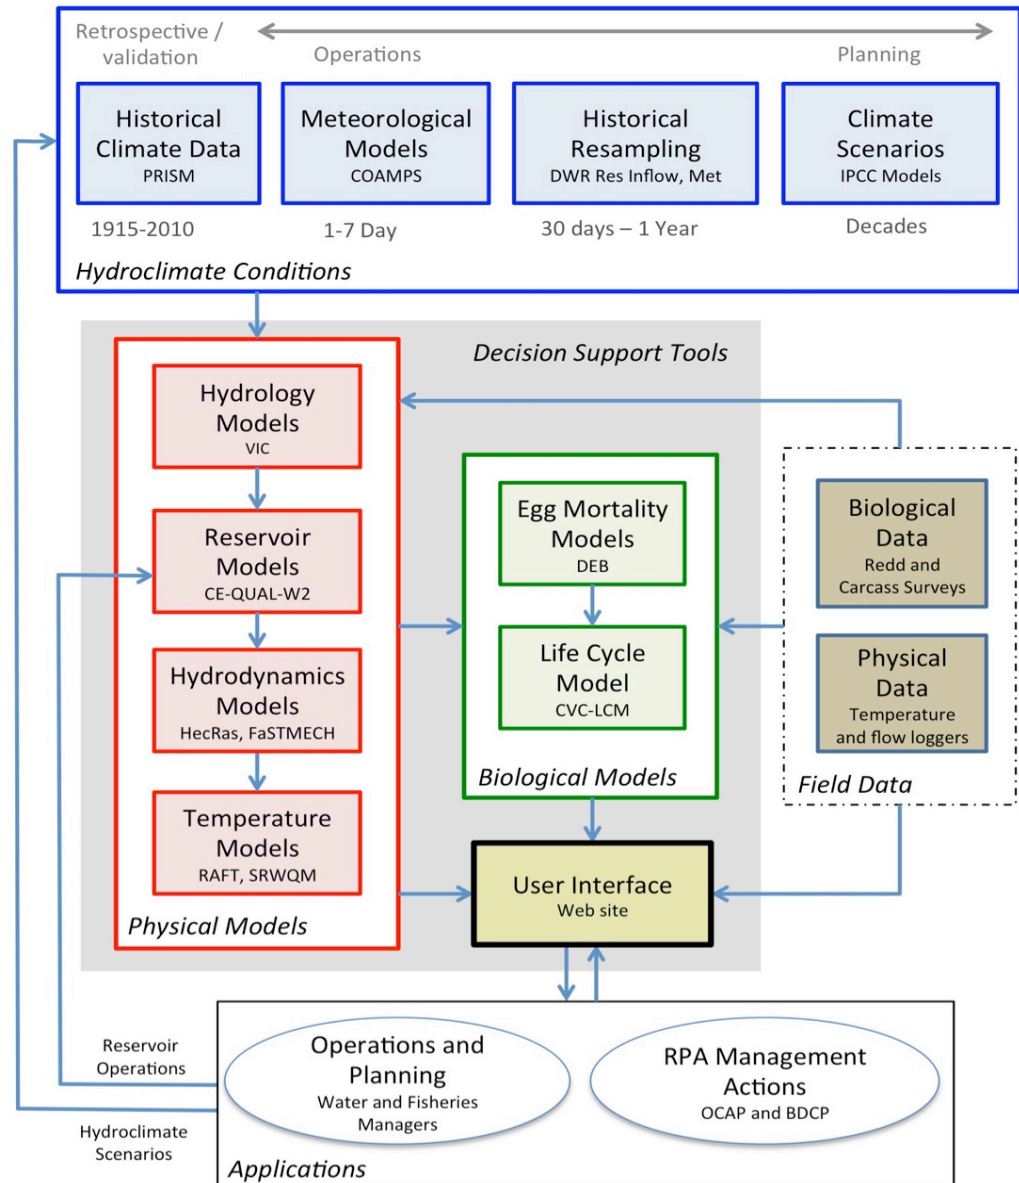 Retrospective /
validation
Operations
Planning
Historical
Climate Data
PRISM
Meteorological
Models
COAMPS
Historical
Resampling
DWR Res Inflow, Met
Climate
Scenarios
IPCC Models
1915-2010
1-7 Day
30 days – 1 Year
Decades
Hydroclimate Conditions
Decision Support Tools
Hydrology
Models
VIC
Reservoir
Models
CE-QUAL-W2
Hydrodynamics
Models
HecRas, FaSTMECH
Temperature
Models
RAFT, SRWQM
Physical Models
Egg Mortality
Models
DEB
Life Cycle
Model
CVC-LCM
Biological Models
Biological
Data
Redd and
Carcass Surveys
Physical
Data
Temperature
and flow loggers
Field Data
User Interface
Web site
Reservoir
Operations
Hydroclimate
Scenarios
Operations and
Planning
Water and Fisheries
Managers
RPA Management
Actions
OCAP and BDCP
Applications